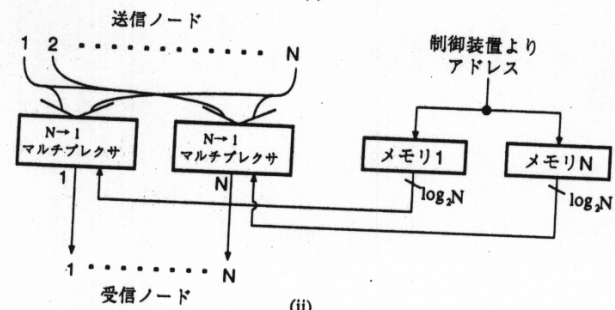 送信ノード
1 2 N
制御装置より
アドレス
N→1
マルチプレクサ
N→1
マルチプレクサ
メモリ1
メモリN
1
N
log₂N
log₂N
1 N
受信ノード
(ii)